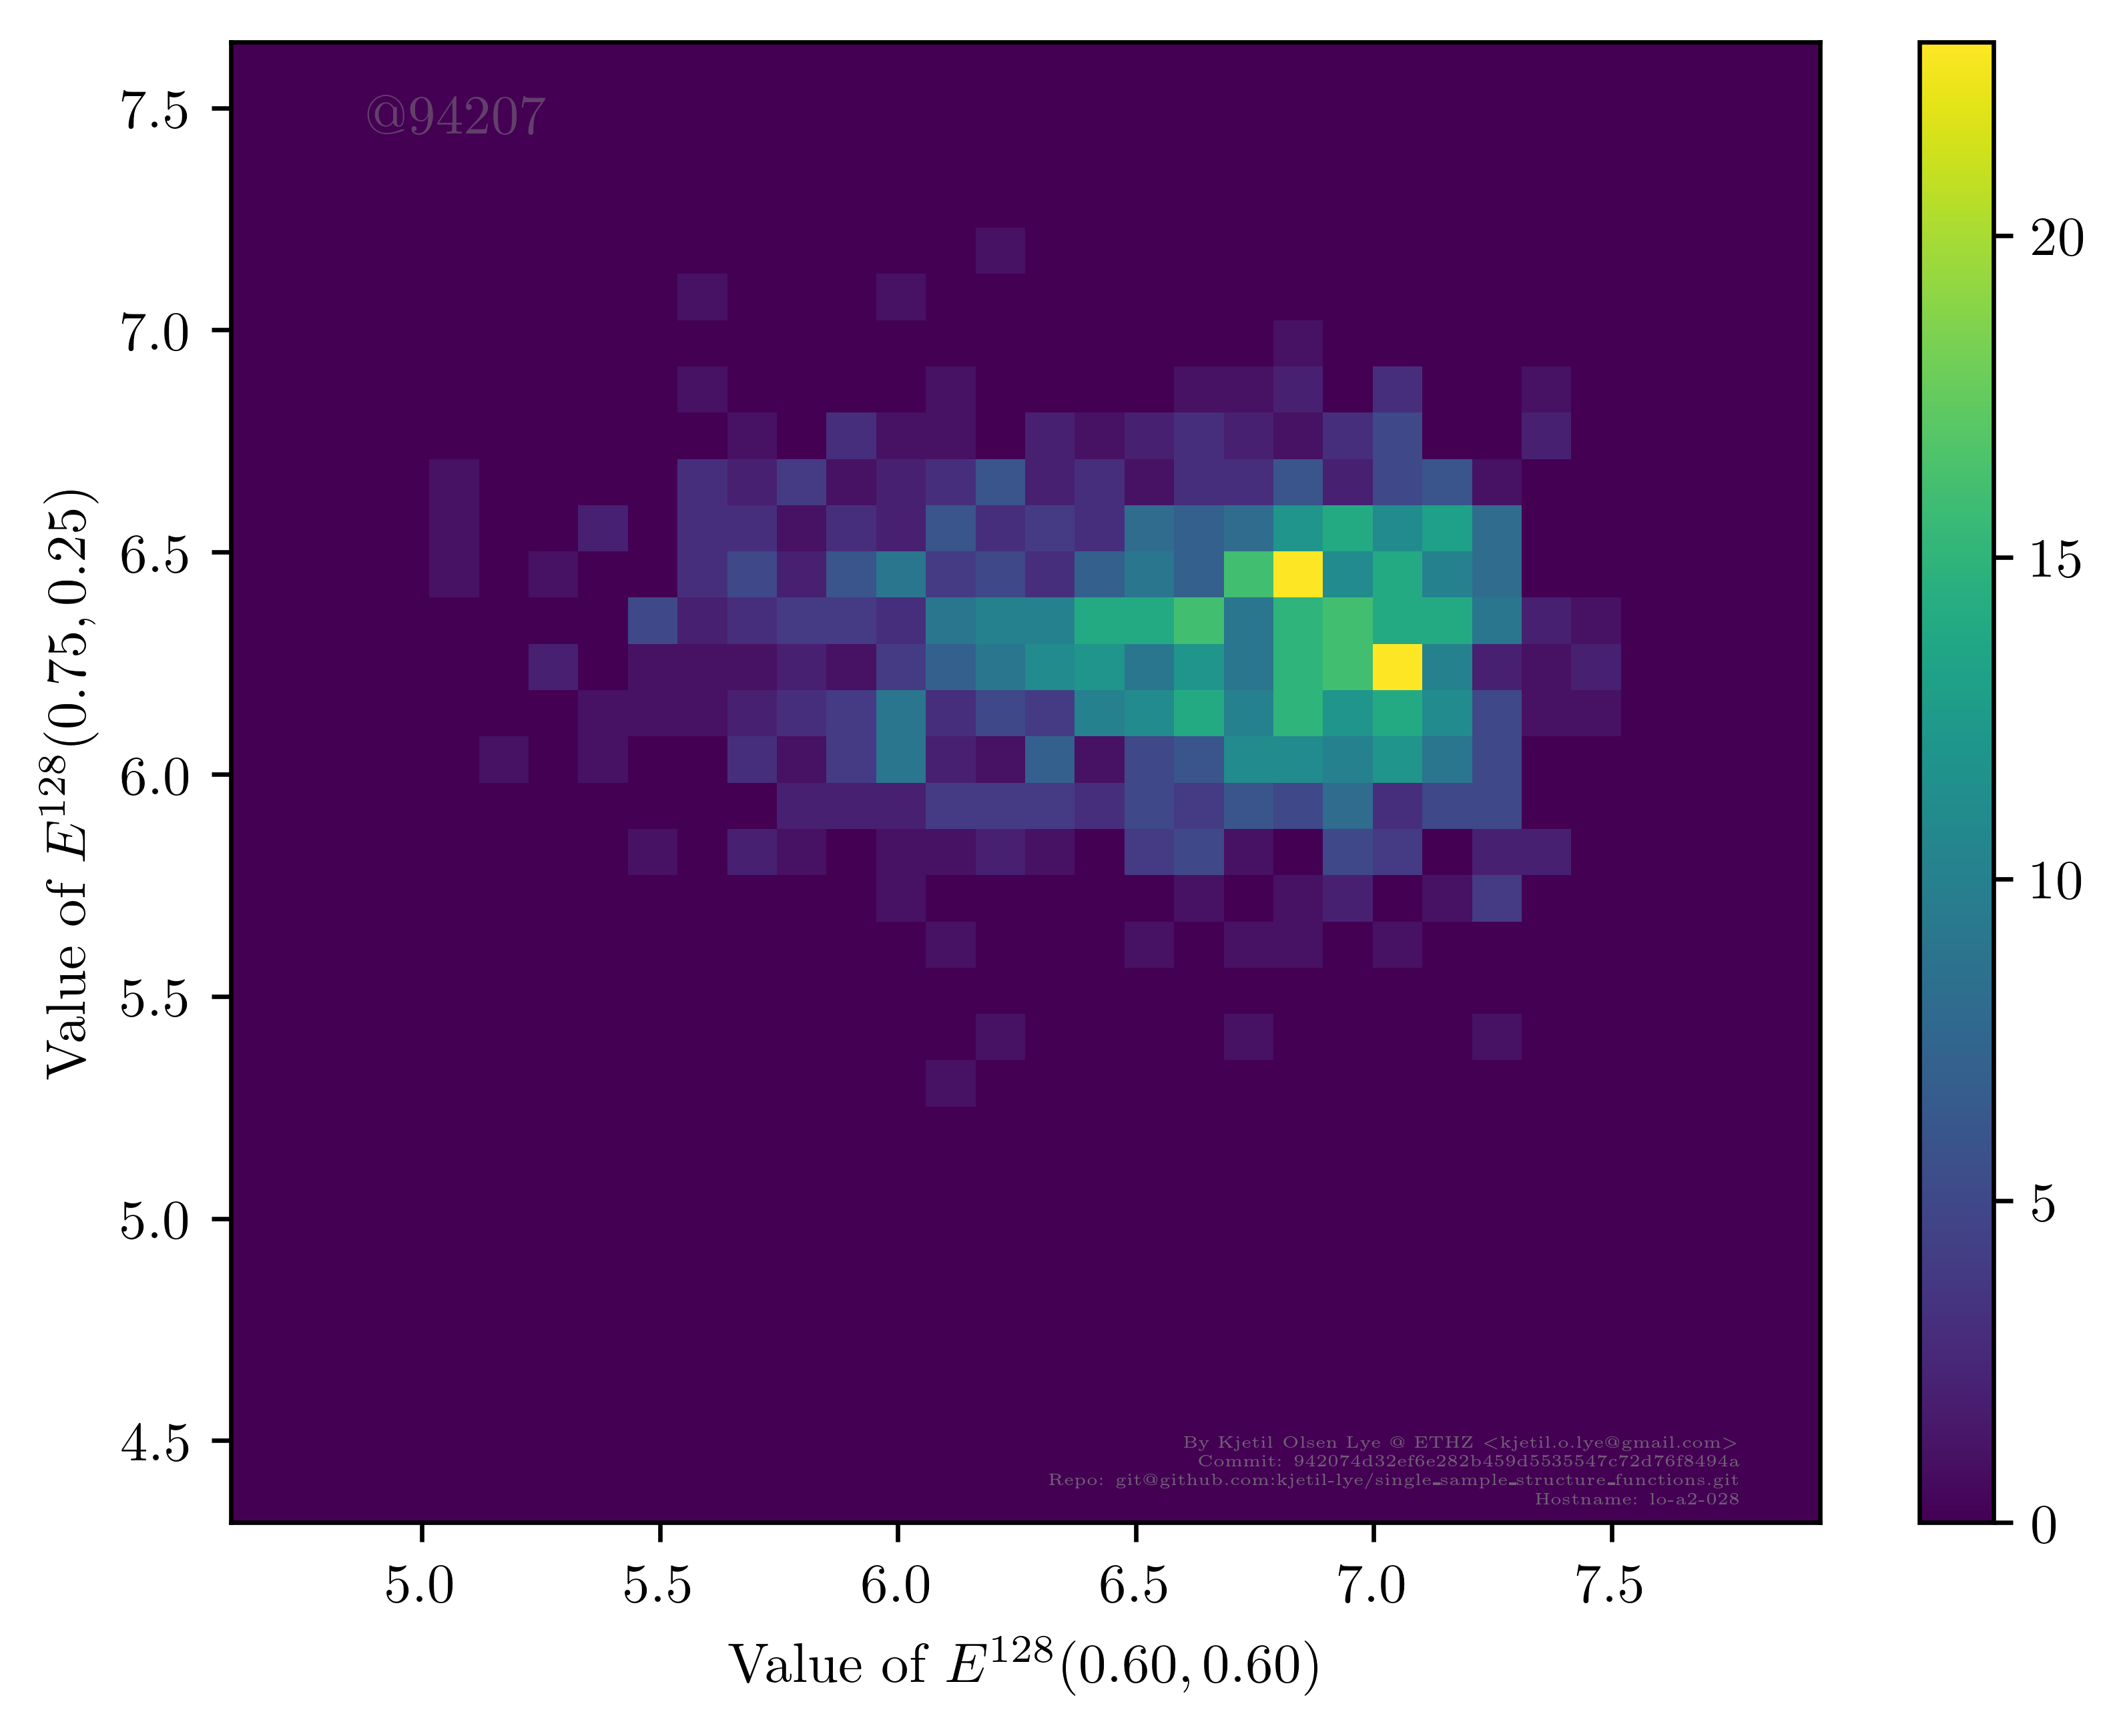 @94207
7.5
7.0
6.5
6.0
5.5
5.0
4.5
Value of E^128(0.75, 0.25)
5.0 5.5 6.0 6.5 7.0 7.5
Value of E^128(0.60, 0.60)
20
15
10
5
0
By Kjetil Olsen Lye @ ETHZ <kjetil.o.lye@gmail.com>
Commit: 942074d32ef6e282b459d5535547c72d76f8494a
Repo: git@github.com:kjetil-lye/single_sample_structure_functions.git
Hostname: lo-a2-028